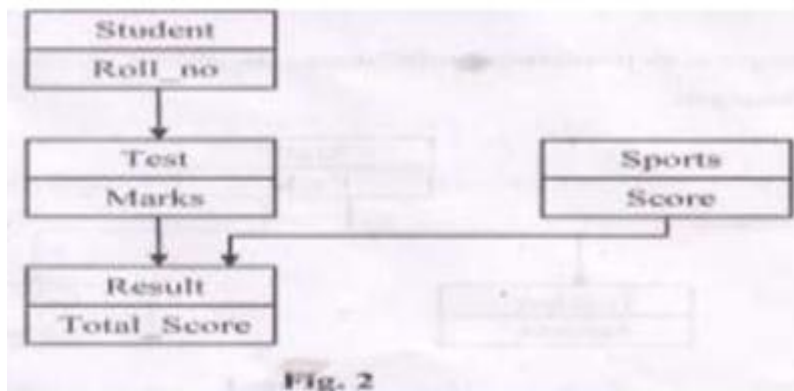 Student
Roll_no
Test
Marks
Sports
Score
Result
Total_Score
Fig. 2